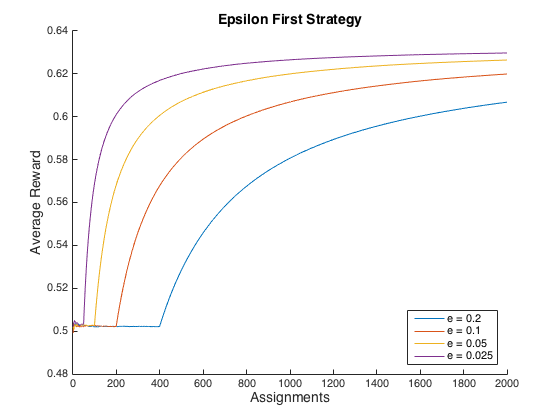 Epsilon First Strategy
Average Reward
0.64
0.62
0.6
0.58
0.56
0.54
0.52
0.5
0.48
0 200 400 600 800 1000 1200 1400 1600 1800 2000
Assignments
e = 0.2
e = 0.1
e = 0.05
e = 0.025